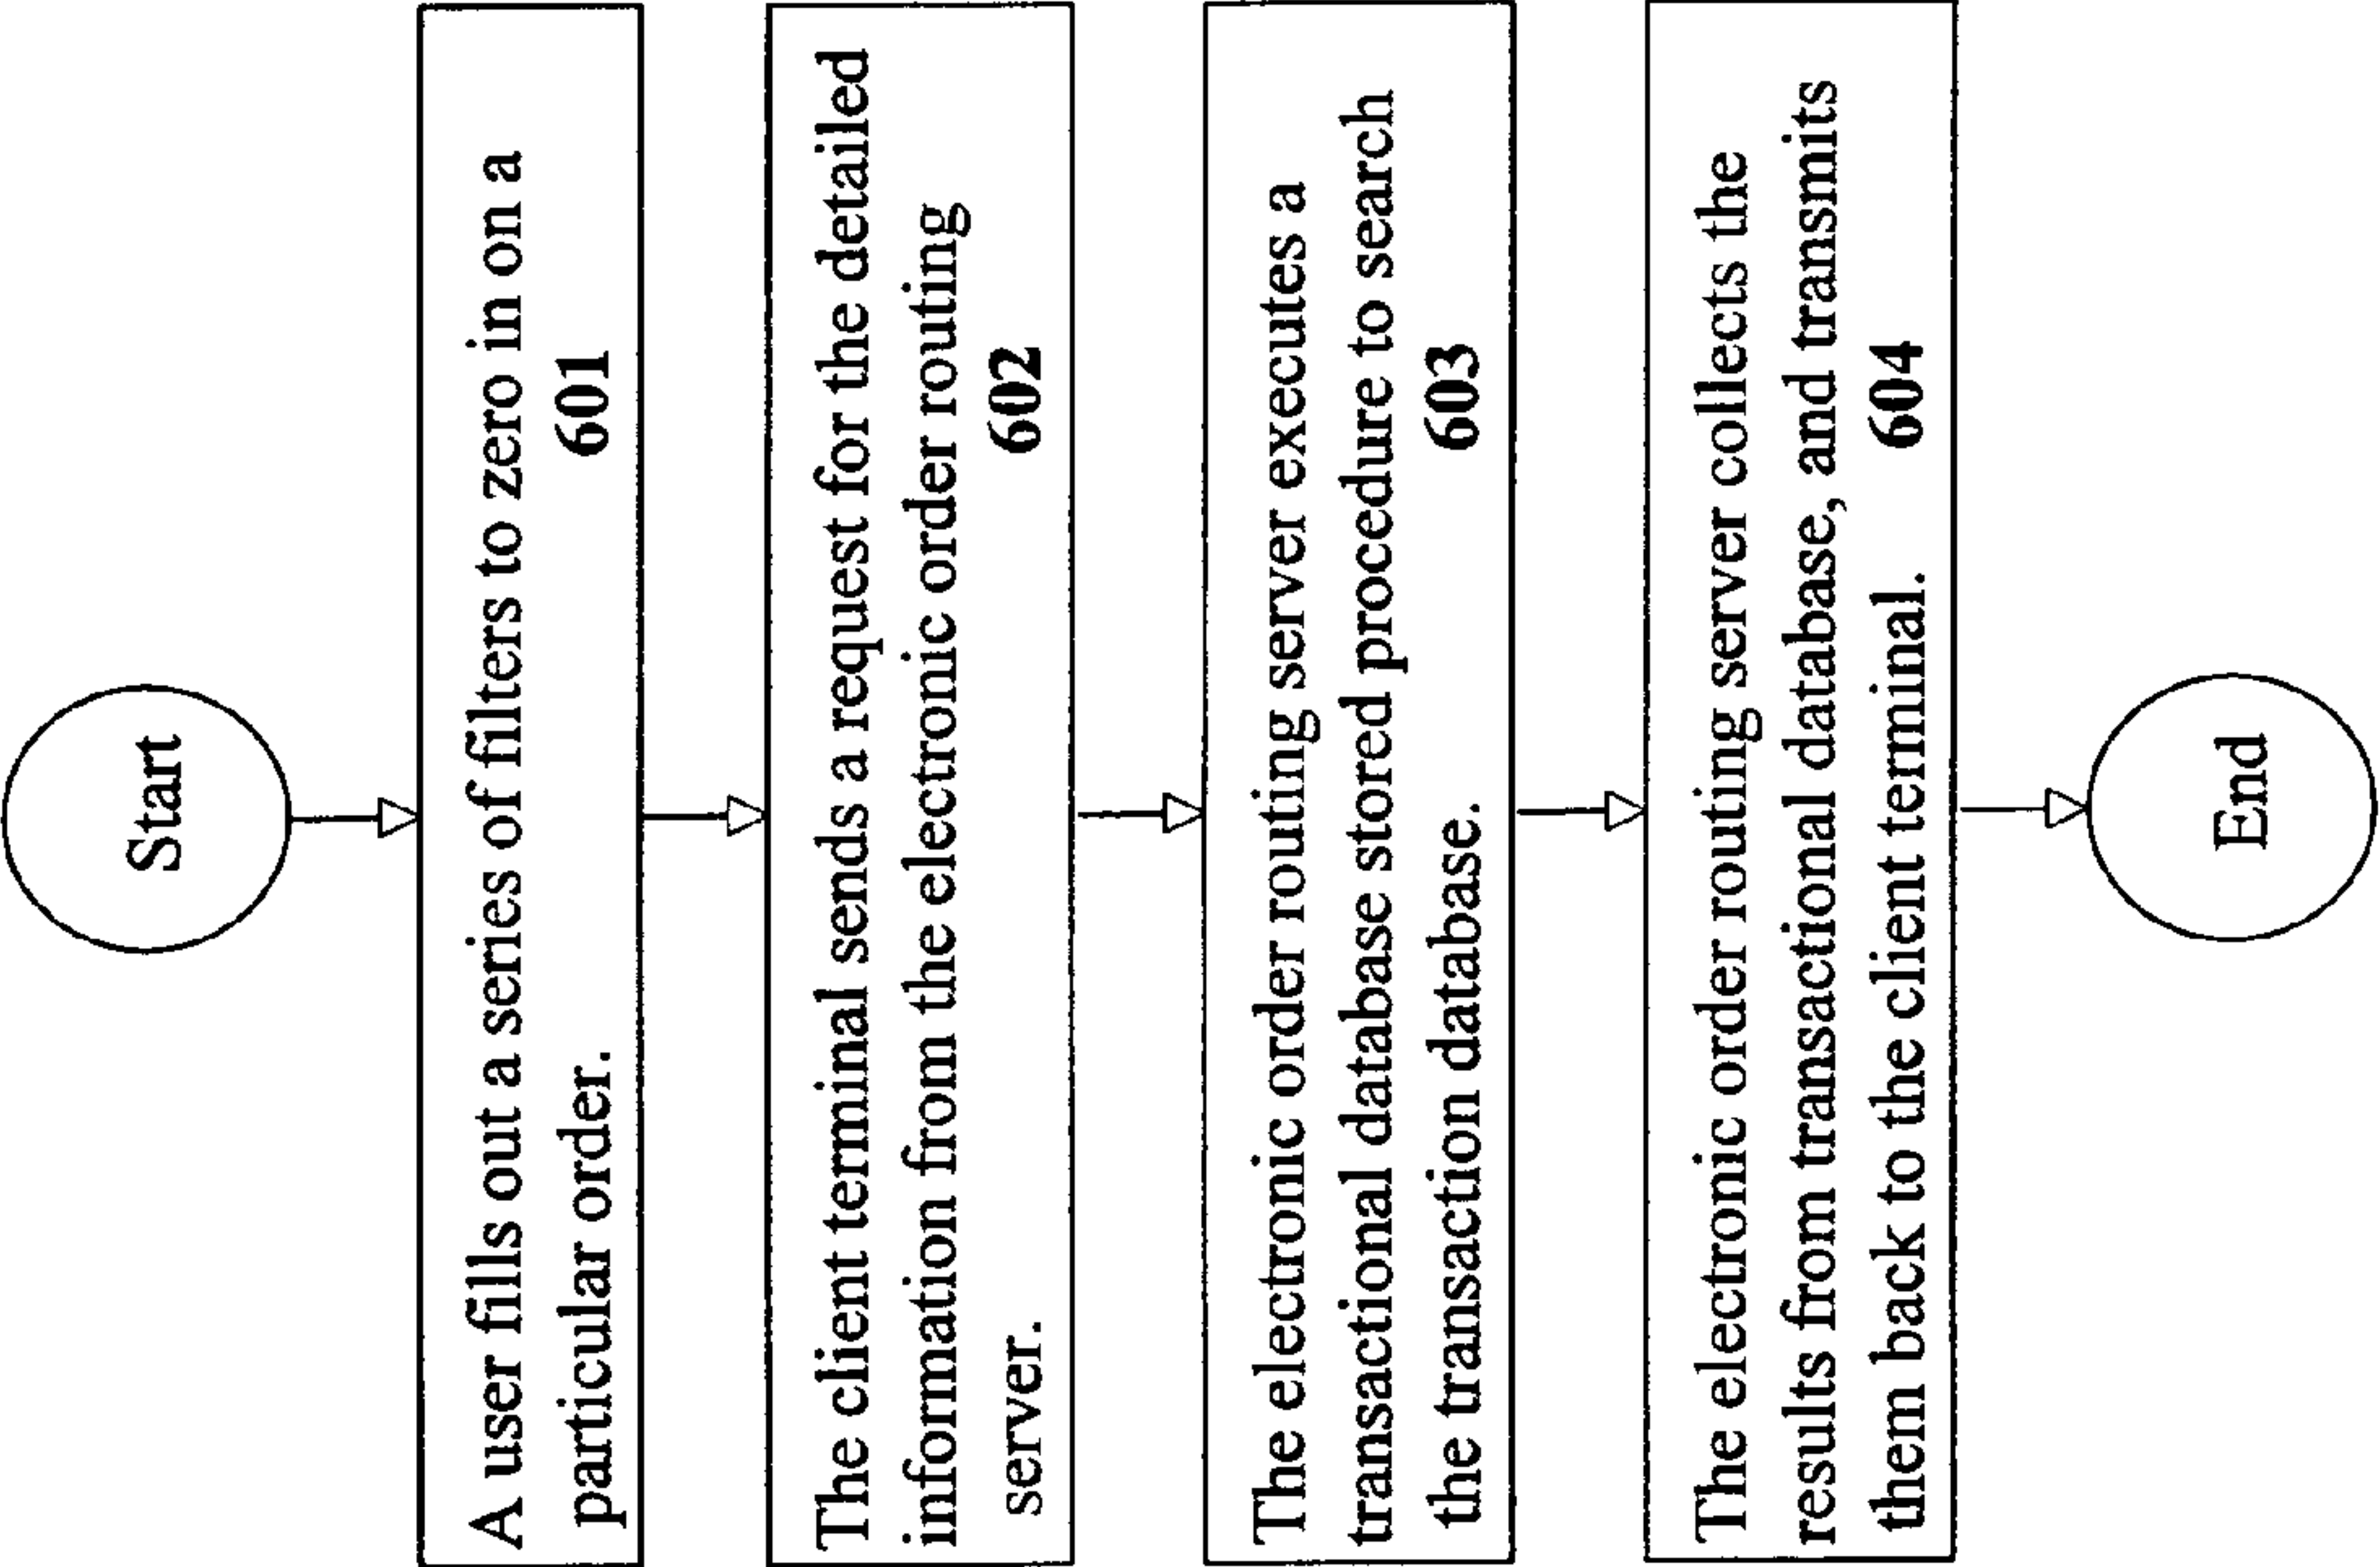 Start
A user fills out a series of filters to zero in on a
particular order. 601
The client terminal sends a request for the detailed
information from the electronic order routing
server. 602
The electronic order routing server executes a
transactional database stored procedure to search
the transaction database. 603
The electronic order routing server collects the
results from transactional database, and transmits
them back to the client terminal. 604
End